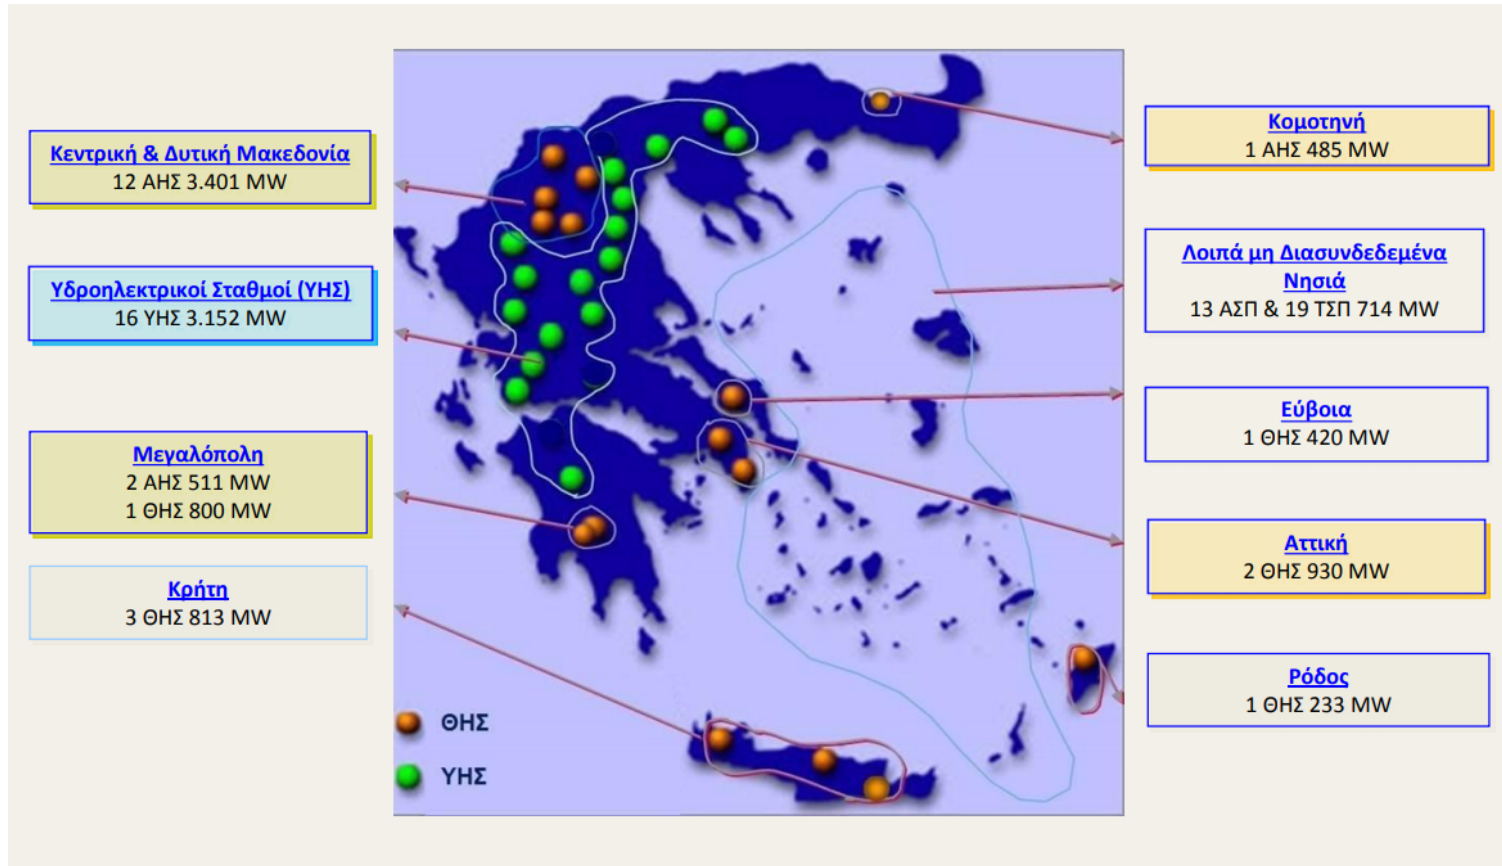 Κεντρική & Δυτική Μακεδονία
12 ΑΗΣ 3.401 MW
Υδροηλεκτρικοί Σταθμοί (ΥΗΣ)
16 ΥΗΣ 3.152 MW
Μεγαλόπολη
2 ΑΗΣ 511 MW
1 ΘΗΣ 800 MW
Κρήτη
3 ΘΗΣ 813 MW
ΘΗΣ
ΥΗΣ
Κομοτηνή
1 ΑΗΣ 485 MW
Λοιπά μη Διασυνδεδεμένα
Νησιά
13 ΑΣΠ & 19 ΤΣΠ 714 MW
Εύβοια
1 ΘΗΣ 420 MW
Αττική
2 ΘΗΣ 930 MW
Ρόδος
1 ΘΗΣ 233 MW